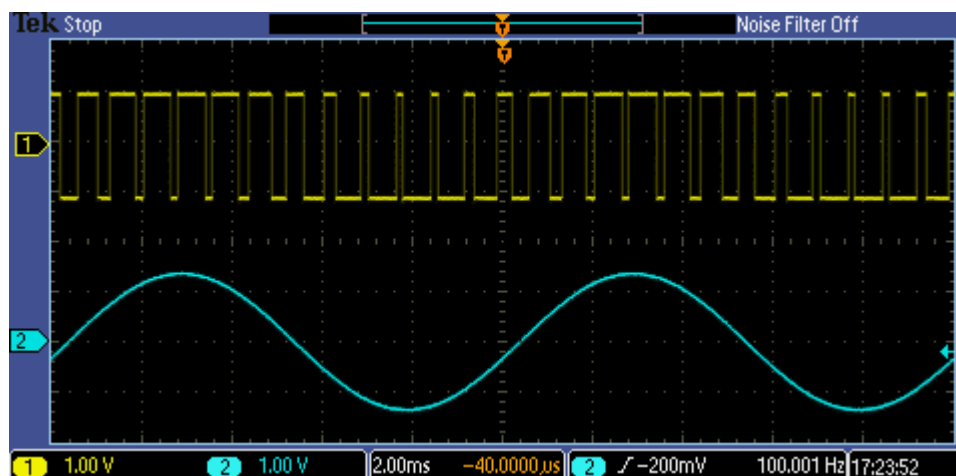 Tek Stop Noise Filter Off
1
2
1 1.00 V 2 1.00 V 2.00ms -40.0000µs 2 -200mV 100.001 Hz 17:23:52